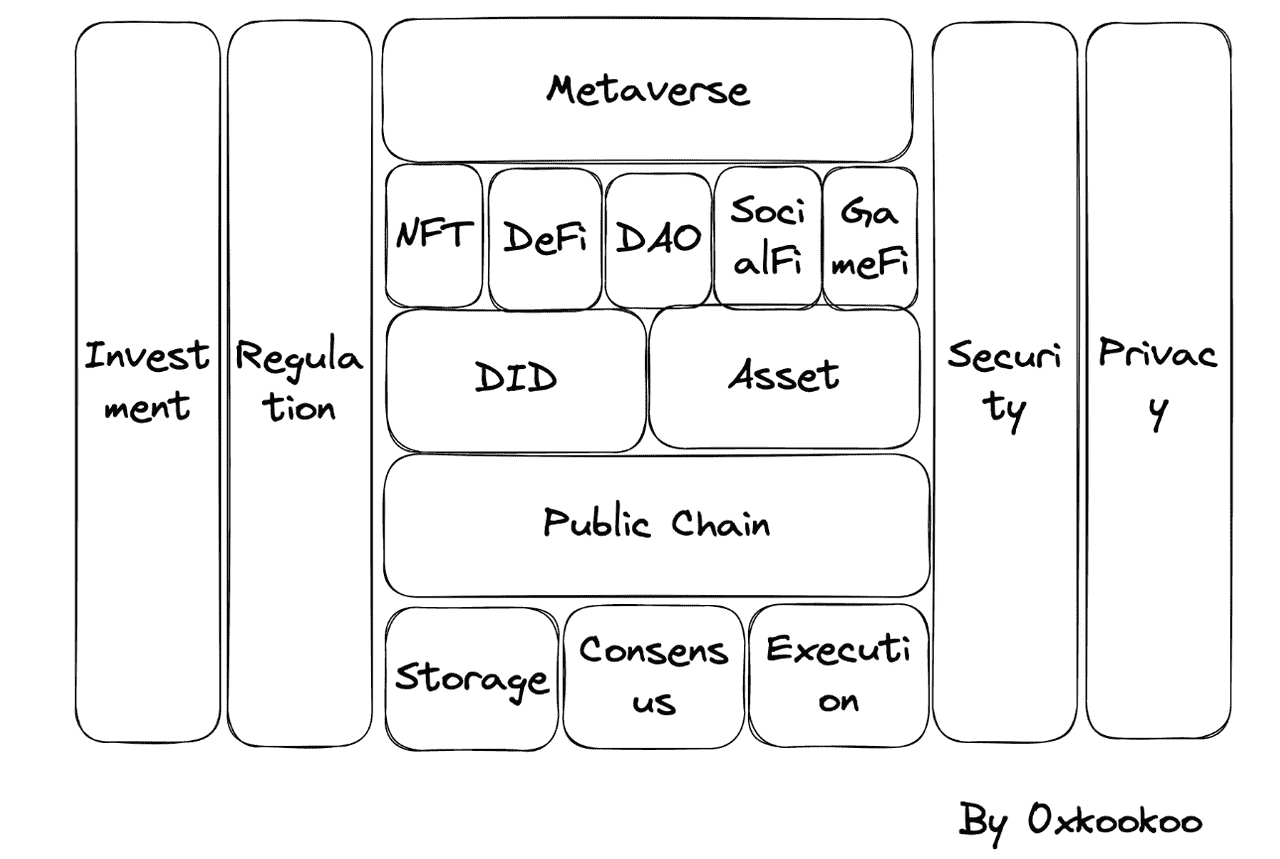 Metaverse
NFT
DeFi
DAO
Soci
alFi
Ga
meFi
Invest
ment
Regula
tion
DID
Asset
Securi
ty
Privac
y
Public Chain
Storage
Consens
us
Executi
on
By 0xkookoo